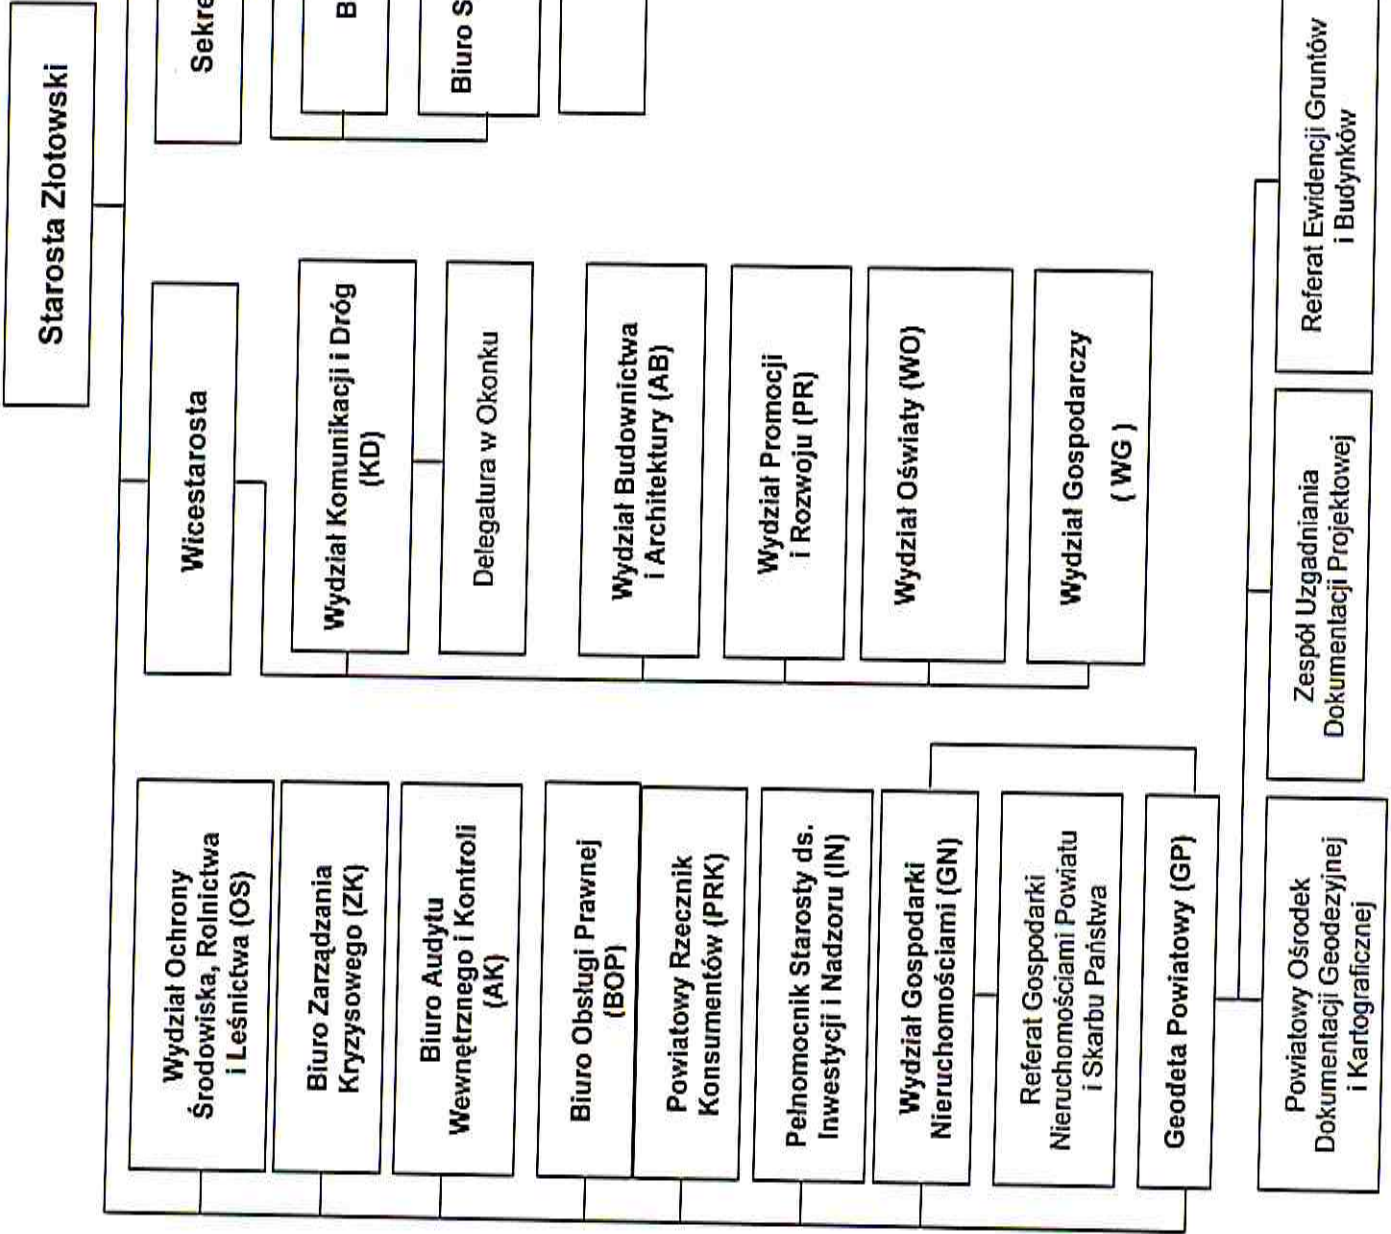 Starosta Złotowski
Wicestarosta
Wydział Ochrony
Środowiska, Rolnictwa
i Leśnictwa (OS)
Biuro Zarządzania
Kryzysowego (ZK)
Biuro Audytu
Wewnętrznego i Kontroli
(AK)
Biuro Obsługi Prawnej
(BOP)
Powiatowy Rzecznik
Konsumentów (PRK)
Pełnomocnik Starosty ds.
Inwestycji i Nadzoru (IN)
Wydział Gospodarki
Nieruchomościami (GN)
Referat Gospodarki
Nieruchomościami Powiatu
i Skarbu Państwa
Geodeta Powiatowy (GP)
Powiatowy Ośrodek
Dokumentacji Geodezyjnej
i Kartograficznej
Wydział Komunikacji i Dróg
(KD)
Delegatura w Okonku
Wydział Budownictwa
i Architektury (AB)
Wydział Promocji
i Rozwoju (PR)
Wydział Oświaty (WO)
Wydział Gospodarczy
( WG )
Zespół Uzgadniania
Dokumentacji Projektowej
Sekre
B
Biuro S
Referat Ewidencji Gruntów
i Budynków